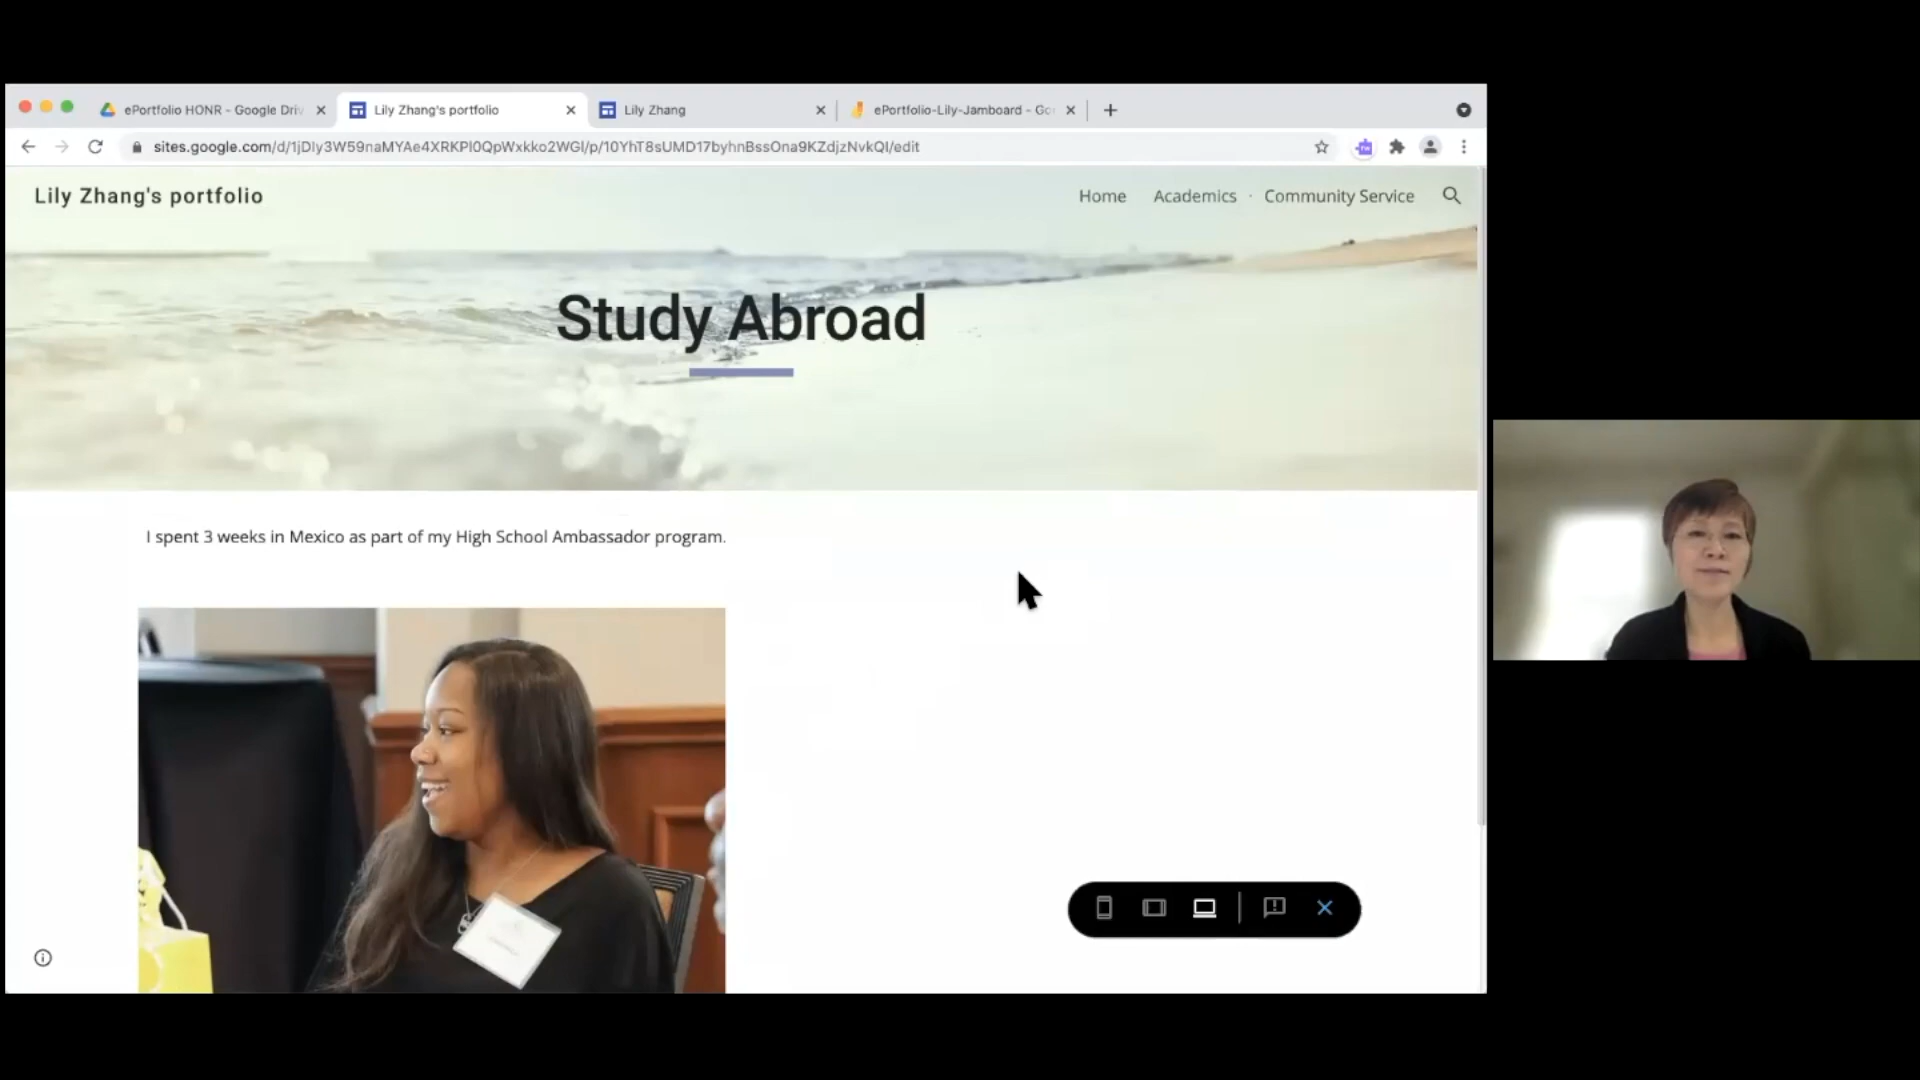 ePortfolio HONR - Google Driv
Lily Zhang's portfolio
Lily Zhang
ePortfolio-Lily-Jamboard - Go
sites.google.com/d/1jDIy3W59naMYAe4XRKPl0QpWxkko2WGl/p/10YhT8sUMD17byhnBssOna9KZdjzNvkQl/edit
Lily Zhang's portfolio
Home
Academics
Community Service
Study Abroad
I spent 3 weeks in Mexico as part of my High School Ambassador program.